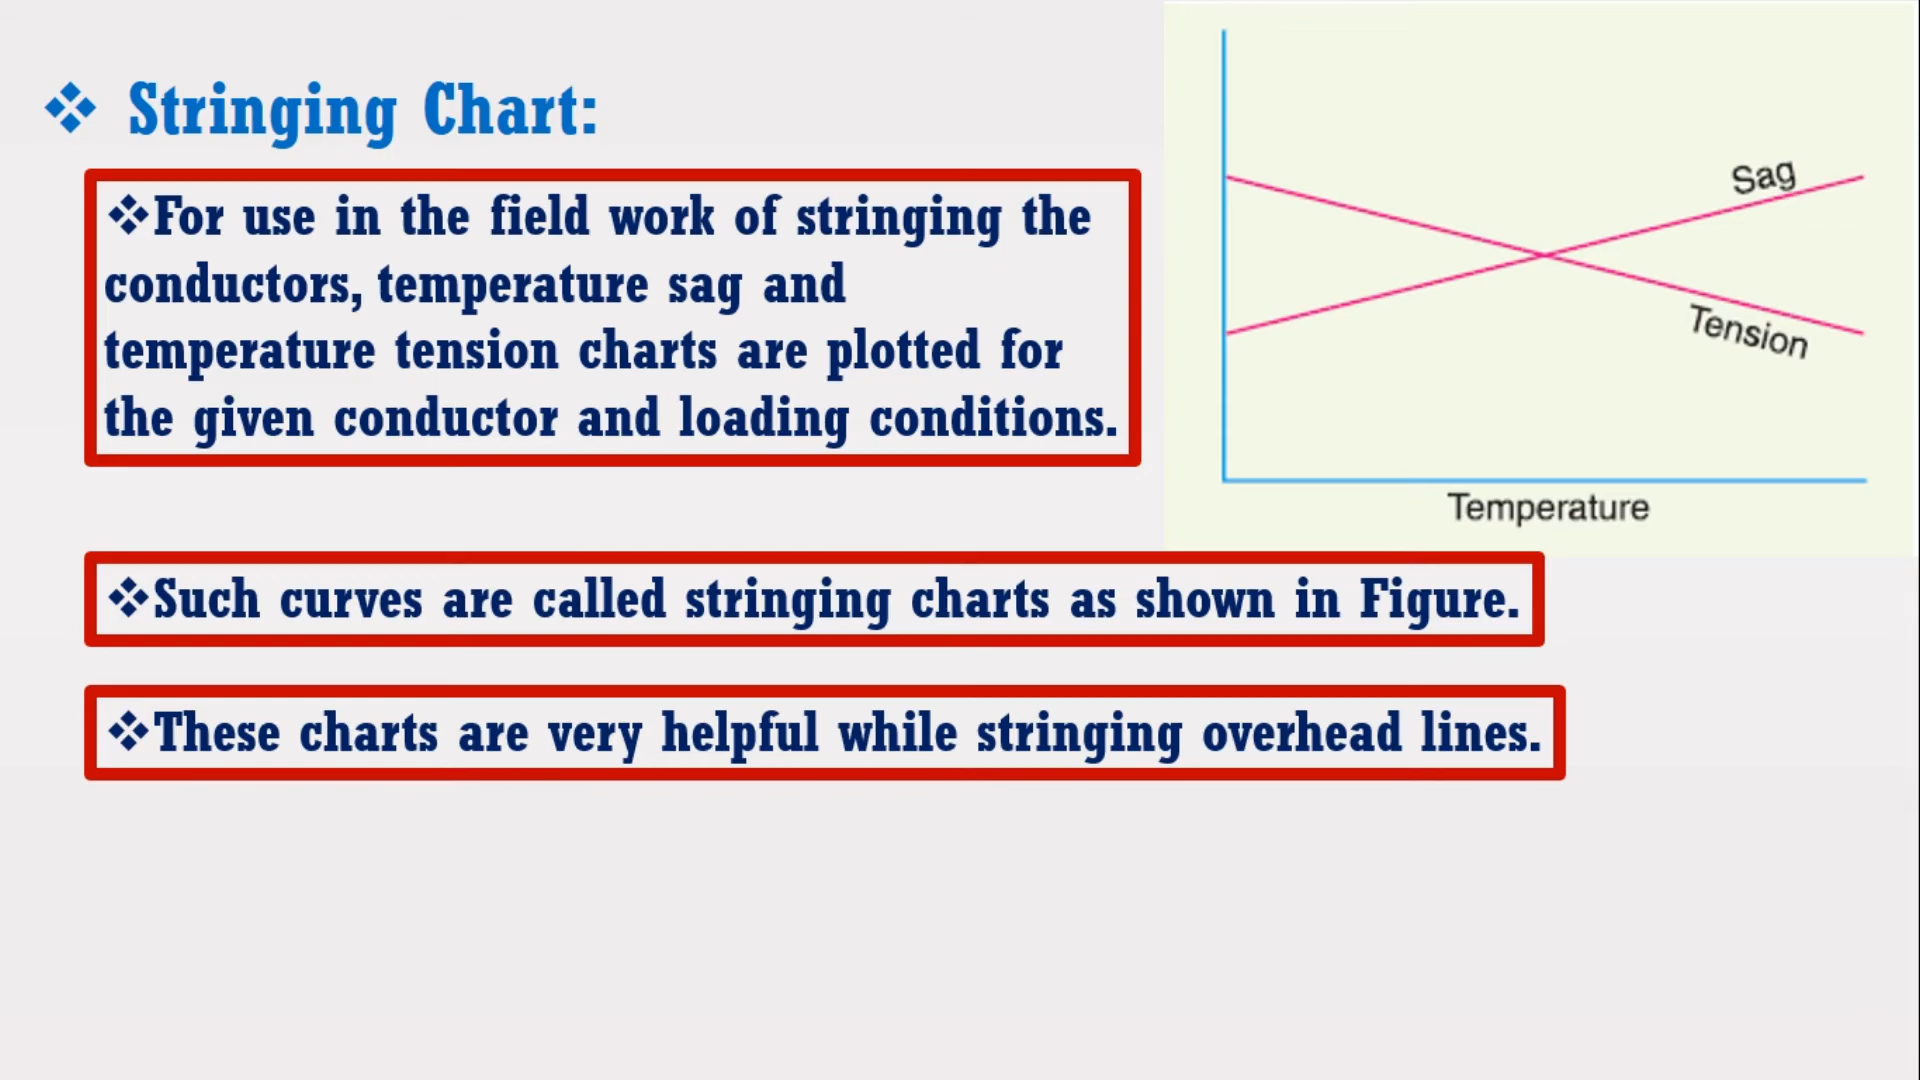 ❖ Stringing Chart:
❖For use in the field work of stringing the
conductors, temperature sag and
temperature tension charts are plotted for
the given conductor and loading conditions.
Sag
Tension
Temperature
❖Such curves are called stringing charts as shown in Figure.
❖These charts are very helpful while stringing overhead lines.